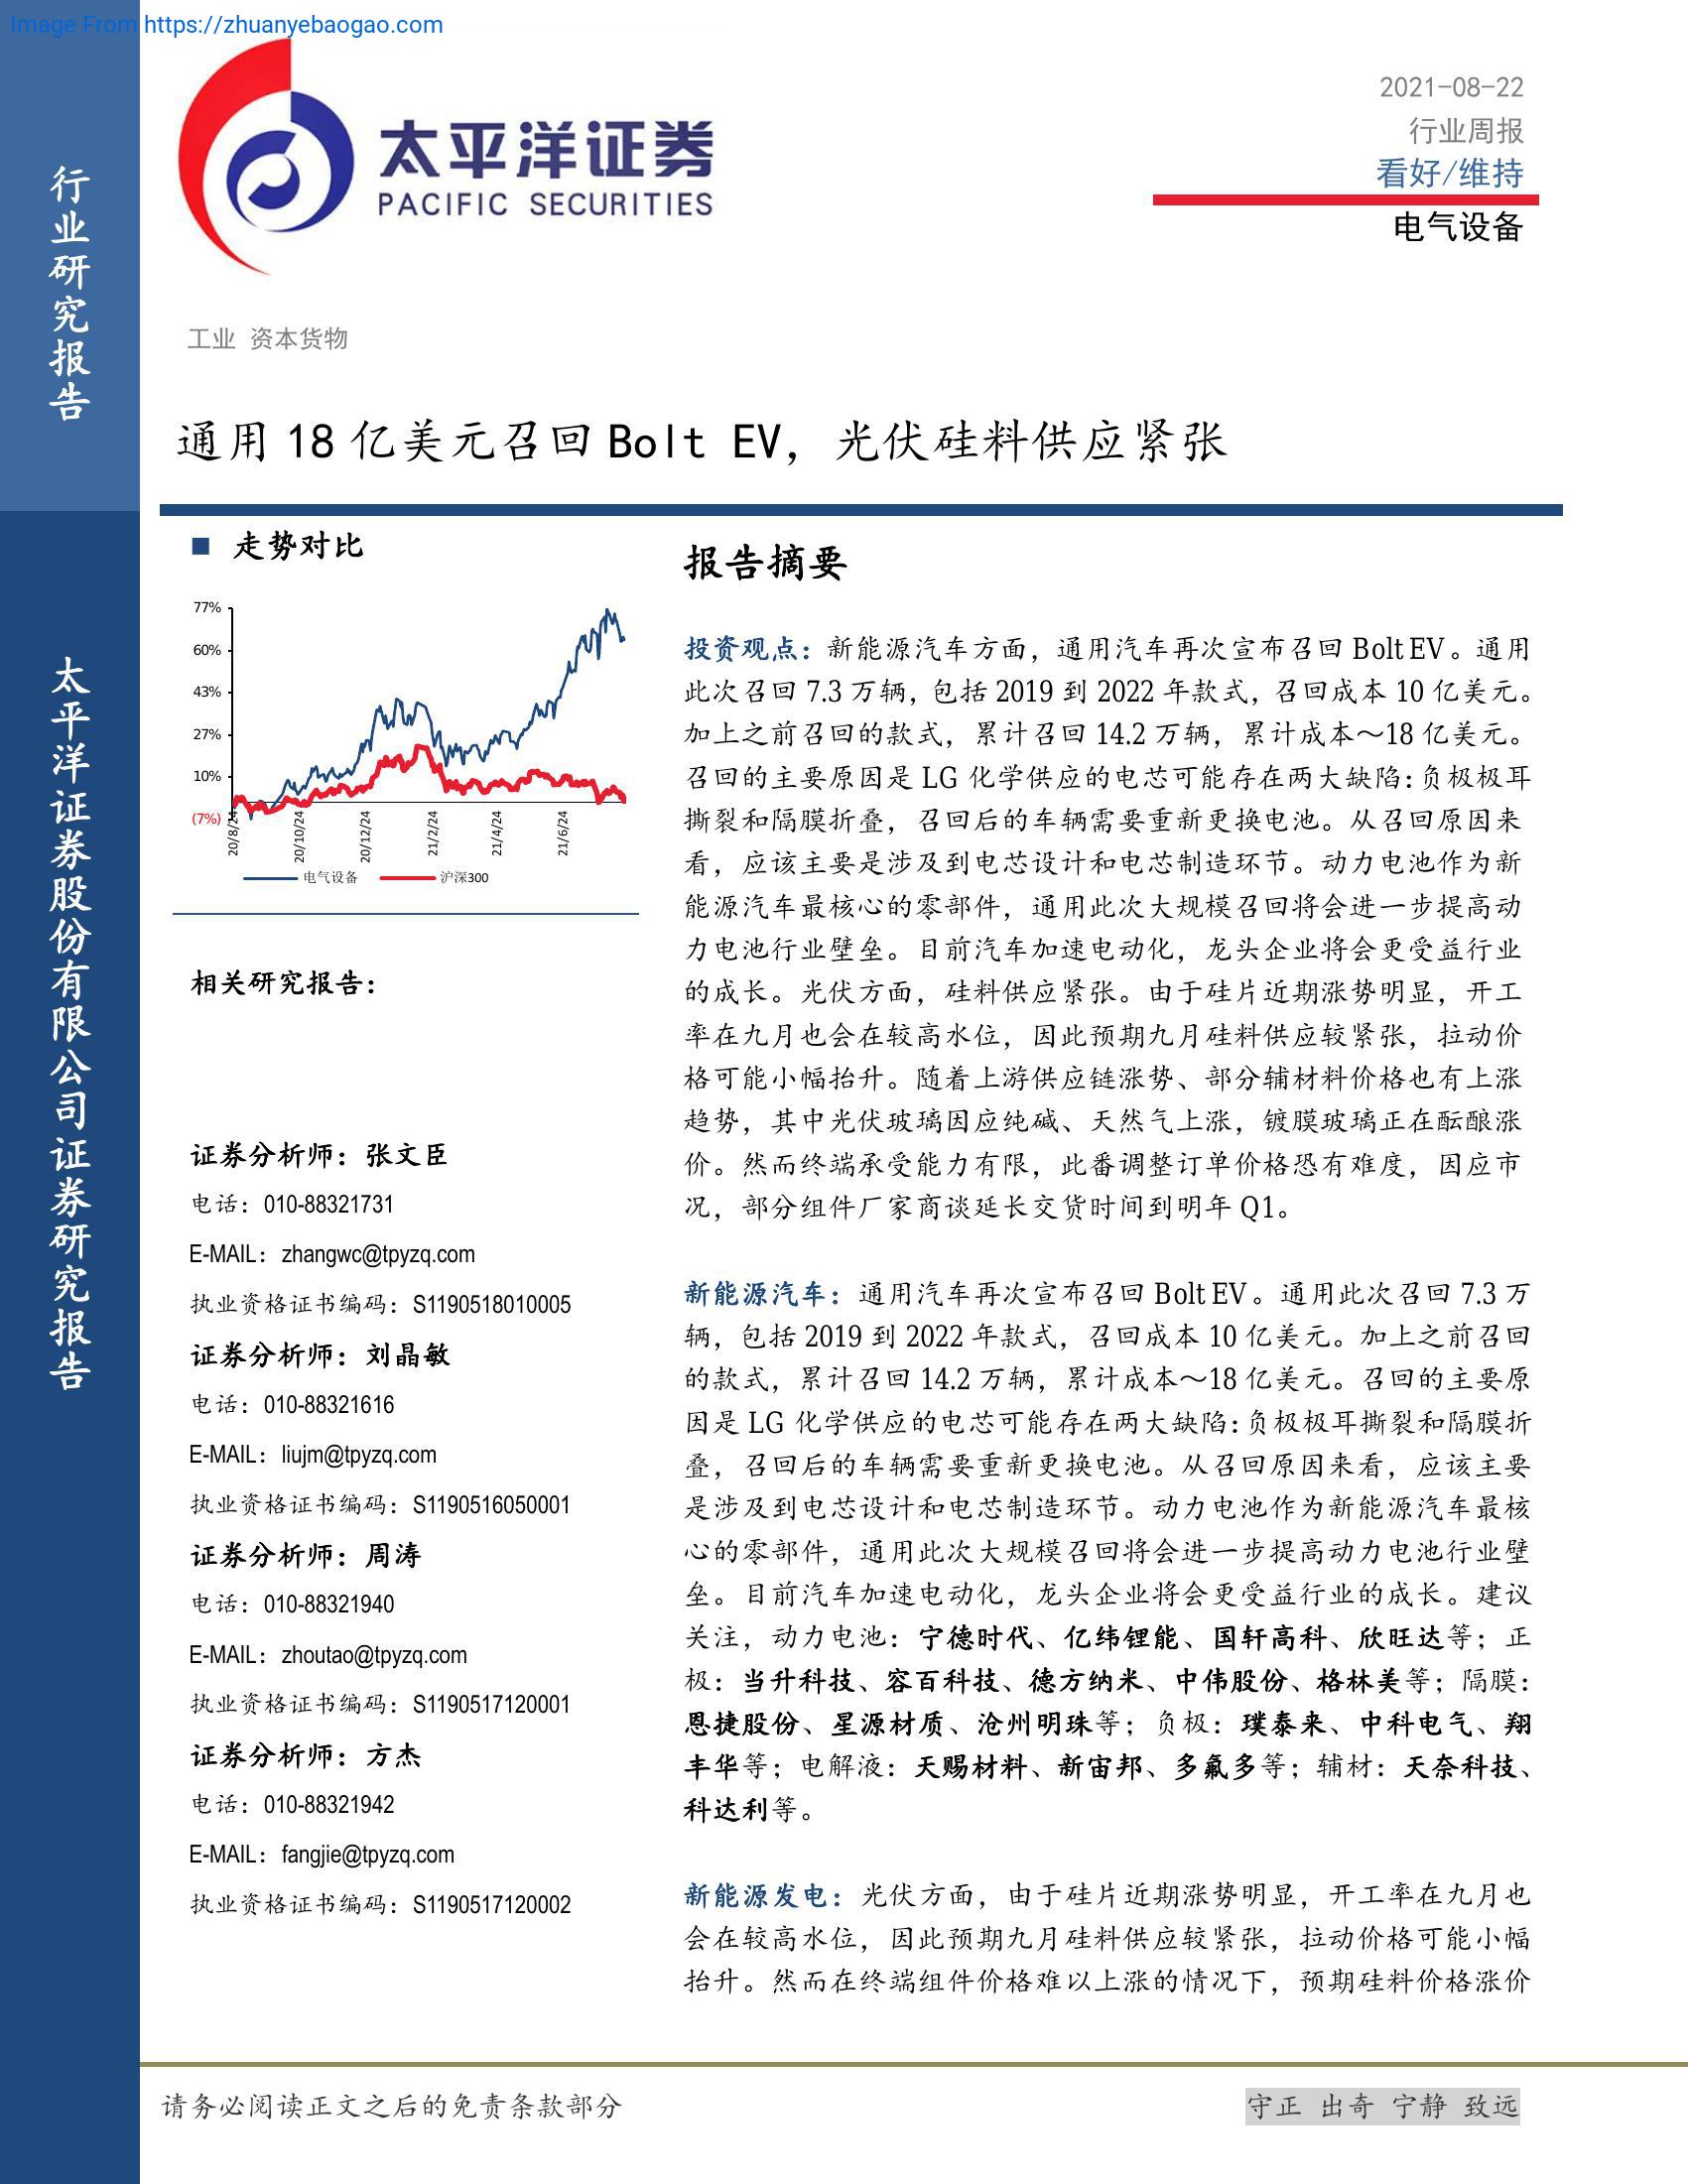 Image From https://zhuanyebaogao.com
行业研究报告
太平洋证券股份有限公司证券研究报告
太平洋证券
PACIFIC SECURITIES
2021-08-22
行业周报
看好/维持
电气设备
工业 资本货物
通用 18 亿美元召回 Bolt EV，光伏硅料供应紧张
■ 走势对比
77%
60%
43%
27%
10%
(7%)
20/8/24
20/10/24
20/12/24
21/2/24
21/4/24
21/6/24
电气设备
沪深300
相关研究报告：
证券分析师：张文臣
电话：010-88321731
E-MAIL：zhangwc@tpyzq.com
执业资格证书编码：S1190518010005
证券分析师：刘晶敏
电话：010-88321616
E-MAIL：liujm@tpyzq.com
执业资格证书编码：S1190516050001
证券分析师：周涛
电话：010-88321940
E-MAIL：zhoutao@tpyzq.com
执业资格证书编码：S1190517120001
证券分析师：方杰
电话：010-88321942
E-MAIL：fangjie@tpyzq.com
执业资格证书编码：S1190517120002
报告摘要
投资观点：新能源汽车方面，通用汽车再次宣布召回 Bolt EV。通用
此次召回 7.3 万辆，包括 2019 到 2022 年款式，召回成本 10 亿美元。
加上之前召回的款式，累计召回 14.2 万辆，累计成本～18 亿美元。
召回的主要原因是 LG 化学供应的电芯可能存在两大缺陷：负极极耳
撕裂和隔膜折叠，召回后的车辆需要重新更换电池。从召回原因来
看，应该主要是涉及到电芯设计和电芯制造环节。动力电池作为新
能源汽车最核心的零部件，通用此次大规模召回将会进一步提高动
力电池行业壁垒。目前汽车加速电动化，龙头企业将会更受益行业
的成长。光伏方面，硅料供应紧张。由于硅片近期涨势明显，开工
率在九月也会在较高水位，因此预期九月硅料供应较紧张，拉动价
格可能小幅抬升。随着上游供应链涨势、部分辅材料价格也有上涨
趋势，其中光伏玻璃因应纯碱、天然气上涨，镀膜玻璃正在酝酿涨
价。然而终端承受能力有限，此番调整订单价格恐有难度，因应市
况，部分组件厂家商谈延长交货时间到明年 Q1。
新能源汽车：通用汽车再次宣布召回 Bolt EV。通用此次召回 7.3 万
辆，包括 2019 到 2022 年款式，召回成本 10 亿美元。加上之前召回
的款式，累计召回 14.2 万辆，累计成本～18 亿美元。召回的主要原
因是 LG 化学供应的电芯可能存在两大缺陷：负极极耳撕裂和隔膜折
叠，召回后的车辆需要重新更换电池。从召回原因来看，应该主要
是涉及到电芯设计和电芯制造环节。动力电池作为新能源汽车最核
心的零部件，通用此次大规模召回将会进一步提高动力电池行业壁
垒。目前汽车加速电动化，龙头企业将会更受益行业的成长。建议
关注，动力电池：宁德时代、亿纬锂能、国轩高科、欣旺达等；正
极：当升科技、容百科技、德方纳米、中伟股份、格林美等；隔膜：
恩捷股份、星源材质、沧州明珠等；负极：璞泰来、中科电气、翔
丰华等；电解液：天赐材料、新宙邦、多氟多等；辅材：天奈科技、
科达利等。
新能源发电：光伏方面，由于硅片近期涨势明显，开工率在九月也
会在较高水位，因此预期九月硅料供应较紧张，拉动价格可能小幅
抬升。然而在终端组件价格难以上涨的情况下，预期硅料价格涨价
请务必阅读正文之后的免责条款部分
守正 出奇 宁静 致远